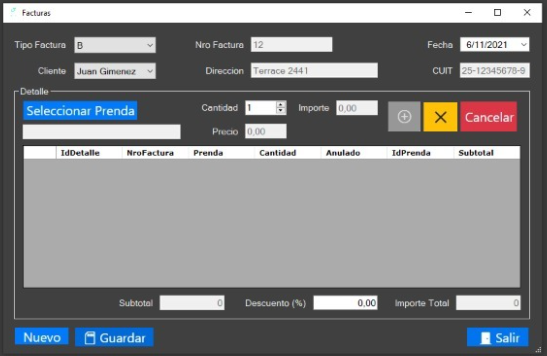 Facturas
Tipo Factura B Nro Factura 12 Fecha 6/11/2021
Cliente Juan Gimenez Direccion Terrace 2441 CUIT 25-12345678-9
Detalle
Seleccionar Prenda Cantidad 1 Importe 0,00 Cancelar
Precio 0,00
IdDetalle NroFactura Prenda Cantidad Anulado IdPrenda Subtotal
Subtotal 0 Descuento (%) 0,00 Importe Total 0
Nuevo Guardar Salir